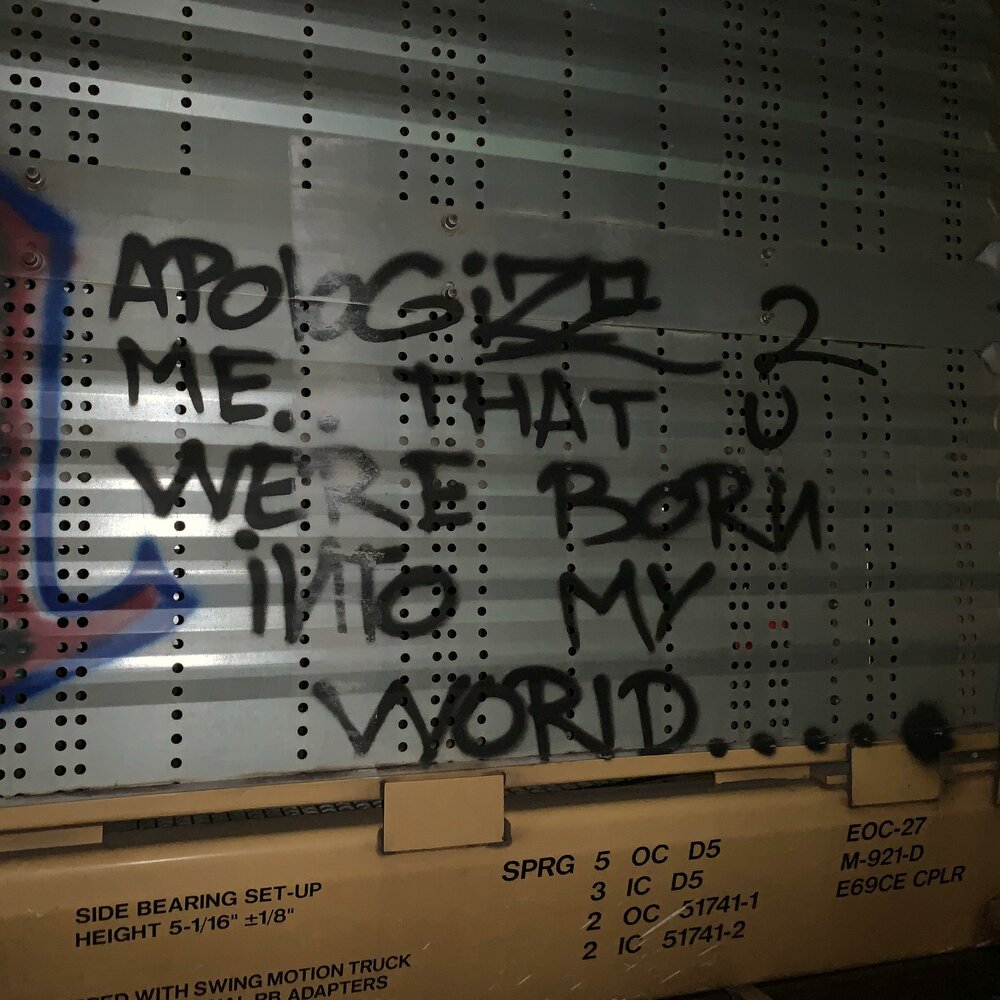 APOloGiZE 2
ME. THAT U
WERE BORN
iNTO MY
WORlD.....
SIDE BEARING SET-UP
HEIGHT 5-1/16" ±1/8"
WITH SWING MOTION TRUCK
ADAPTERS
SPRG 5 OC D5
3 IC D5
2 OC 51741-1
2 IC 51741-2
EOC-27
M-921-D
E69CE CPLR